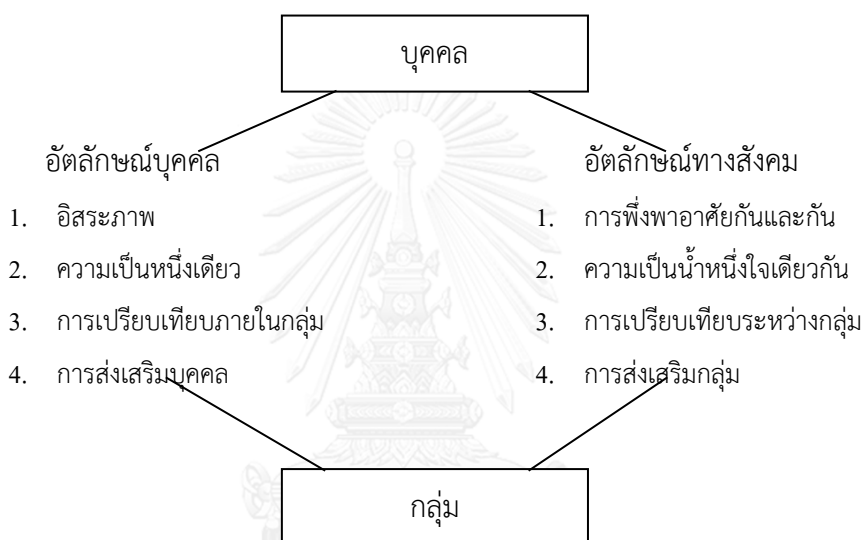 บุคคล
อัตลักษณ์บุคคล
1. อิสระภาพ
2. ความเป็นหนึ่งเดียว
3. การเปรียบเทียบภายในกลุ่ม
4. การส่งเสริมบุคคล
อัตลักษณ์ทางสังคม
1. การพึ่งพาอาศัยกันและกัน
2. ความเป็นน้ำหนึ่งใจเดียวกัน
3. การเปรียบเทียบระหว่างกลุ่ม
4. การส่งเสริมกลุ่ม
กลุ่ม